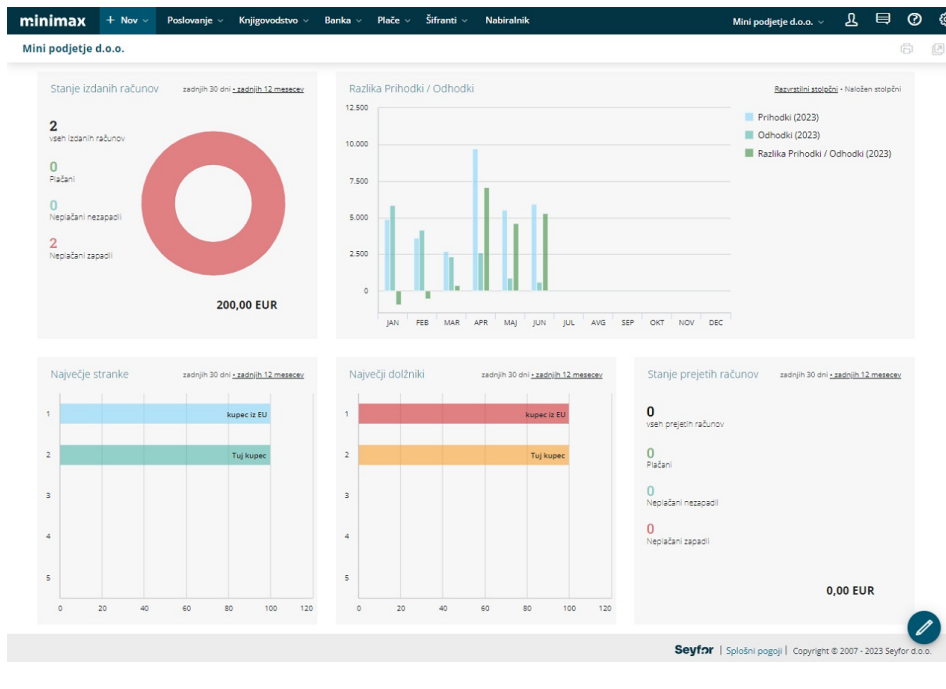 minimax + Nov Poslovanje Knjigovodstvo Banka Plače Šifranti Nabiralnik Mini podjetje d.o.o.
Mini podjetje d.o.o.
Stanje izdanih računov zadnjih 30 dni • zadnjih 12 mesecev
2
vseh izdanih računov
0
Plačani
0
Neplačani nezapadli
2
Neplačani zapadli
200,00 EUR
Razlika Prihodki / Odhodki Razvrstilni stolpčni • Naložen stolpčni
12.500
10.000
7.500
5.000
2.500
0
JAN FEB MAR APR MAJ JUN JUL AVG SEP OKT NOV DEC
Prihodki (2023)
Odhodki (2023)
Razlika Prihodki / Odhodki (2023)
Največje stranke zadnjih 30 dni • zadnjih 12 mesecev
1 kupec iz EU
2 Tuj kupec
3
4
5
0 20 40 60 80 100 120
Največji dolžniki zadnjih 30 dni • zadnjih 12 mesecev
1 kupec iz EU
2 Tuj kupec
3
4
5
0 20 40 60 80 100 120
Stanje prejetih računov zadnjih 30 dni • zadnjih 12 mesecev
0
vseh prejetih računov
0
Plačani
0
Neplačani nezapadli
0
Neplačani zapadli
0,00 EUR
Seyfor | Splošni pogoji | Copyright © 2007 - 2023 Seyfor d.o.o.